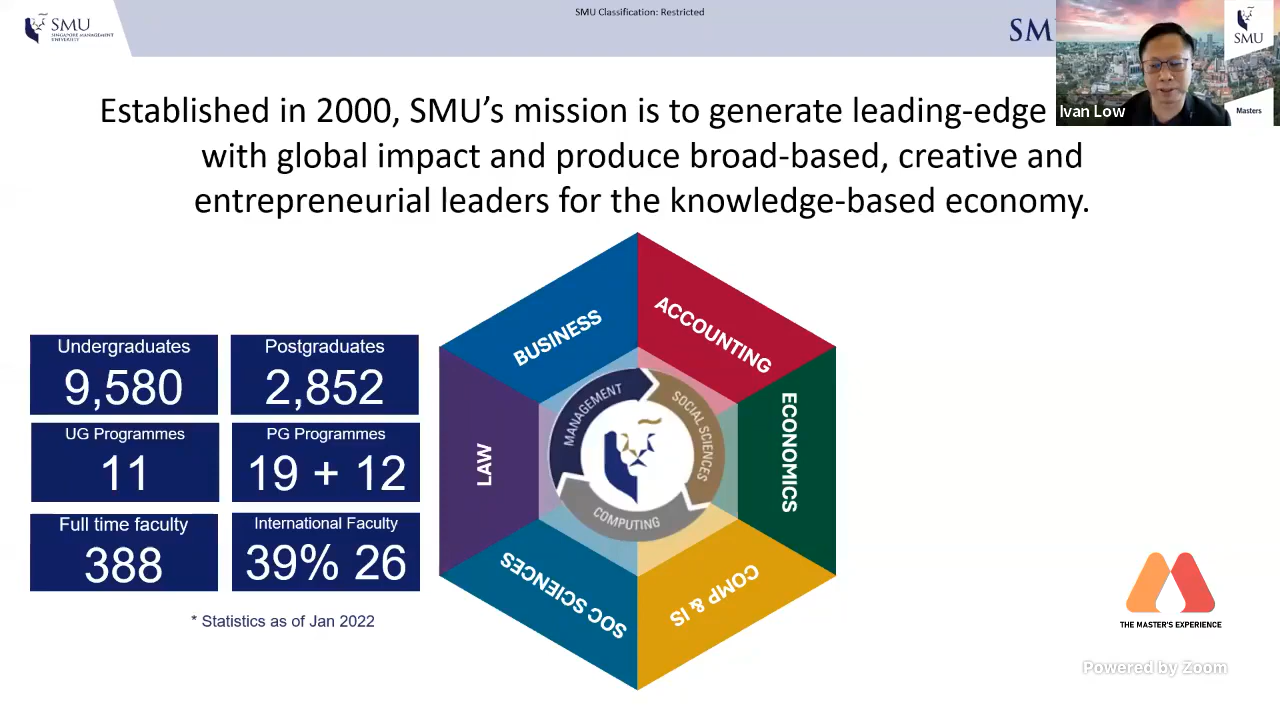 SMU Classification: Restricted
SMU
SINGAPORE MANAGEMENT
UNIVERSITY
SMU
SMU
Masters
Ivan Low
Established in 2000, SMU’s mission is to generate leading-edge
with global impact and produce broad-based, creative and
entrepreneurial leaders for the knowledge-based economy.
Undergraduates
9,580
Postgraduates
2,852
UG Programmes
11
PG Programmes
19 + 12
Full time faculty
388
International Faculty
39% 26
* Statistics as of Jan 2022
BUSINESS
ACCOUNTING
ECONOMICS
COMP & IS
SOC SCIENCES
LAW
MANAGEMENT
SOCIAL SCIENCES
COMPUTING
THE MASTER'S EXPERIENCE
Powered by Zoom